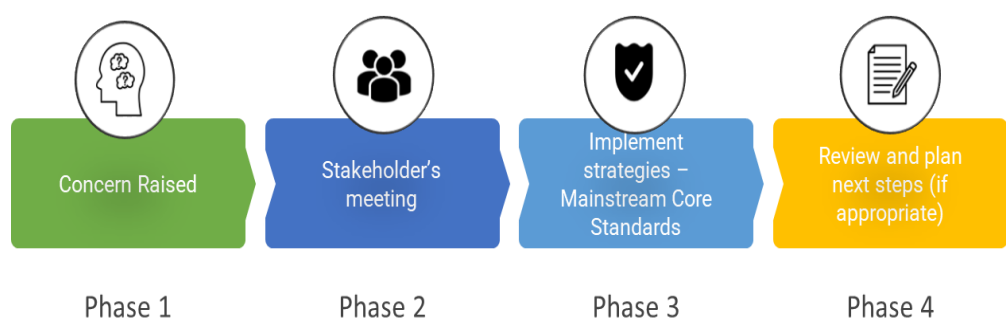 Concern Raised
Stakeholder's
meeting
Implement
strategies –
Mainstream Core
Standards
Review and plan
next steps (if
appropriate)
Phase 1
Phase 2
Phase 3
Phase 4